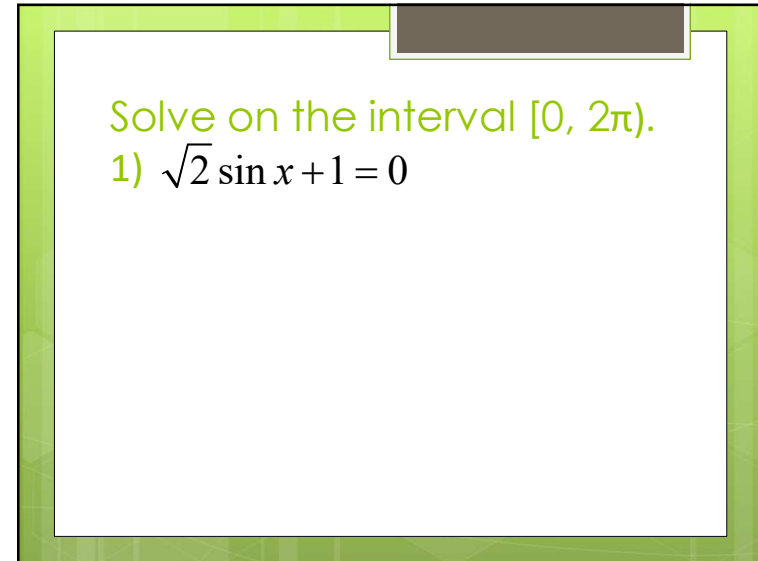 Solve on the interval [0, 2π).
1) √2 sin x + 1 = 0